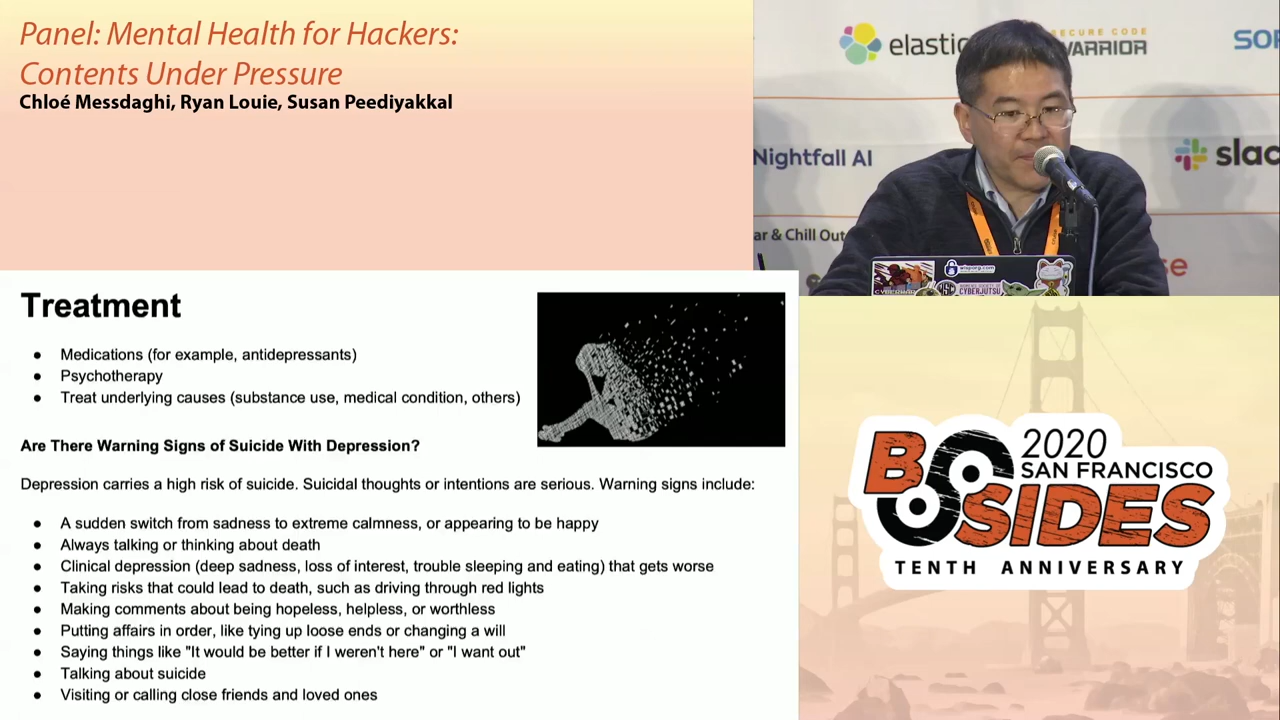 Panel: Mental Health for Hackers:
Contents Under Pressure
Chloé Messdaghi, Ryan Louie, Susan Peediyakkal
elastic
SECURE CODE
WARRIOR
Nightfall AI
slac
ar & Chill Out
se
wisporg.com
CYBERWAR
CYBERJUTSU
Treatment
● Medications (for example, antidepressants)
● Psychotherapy
● Treat underlying causes (substance use, medical condition, others)
Are There Warning Signs of Suicide With Depression?
Depression carries a high risk of suicide. Suicidal thoughts or intentions are serious. Warning signs include:
● A sudden switch from sadness to extreme calmness, or appearing to be happy
● Always talking or thinking about death
● Clinical depression (deep sadness, loss of interest, trouble sleeping and eating) that gets worse
● Taking risks that could lead to death, such as driving through red lights
● Making comments about being hopeless, helpless, or worthless
● Putting affairs in order, like tying up loose ends or changing a will
● Saying things like "It would be better if I weren't here" or "I want out"
● Talking about suicide
● Visiting or calling close friends and loved ones
2020
SAN FRANCISCO
BSIDES
TENTH ANNIVERSARY